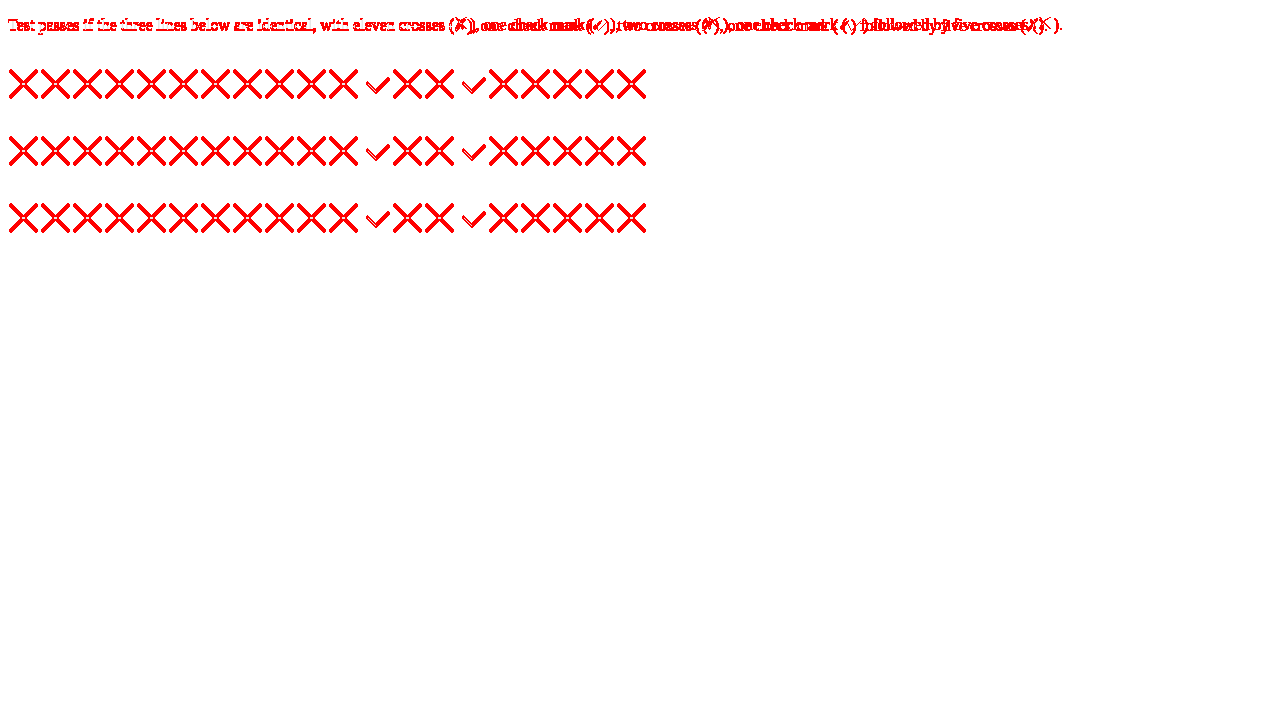 Test passes if the three lines below are identical, with eleven crosses (✗), one check mark (✓), two crosses (✗), one check mark (✓) followed by five crosses (✗).
✗✗✗✗✗✗✗✗✗✗✗✓✗✗✓✗✗✗✗✗
✗✗✗✗✗✗✗✗✗✗✗✓✗✗✓✗✗✗✗✗
✗✗✗✗✗✗✗✗✗✗✗✓✗✗✓✗✗✗✗✗